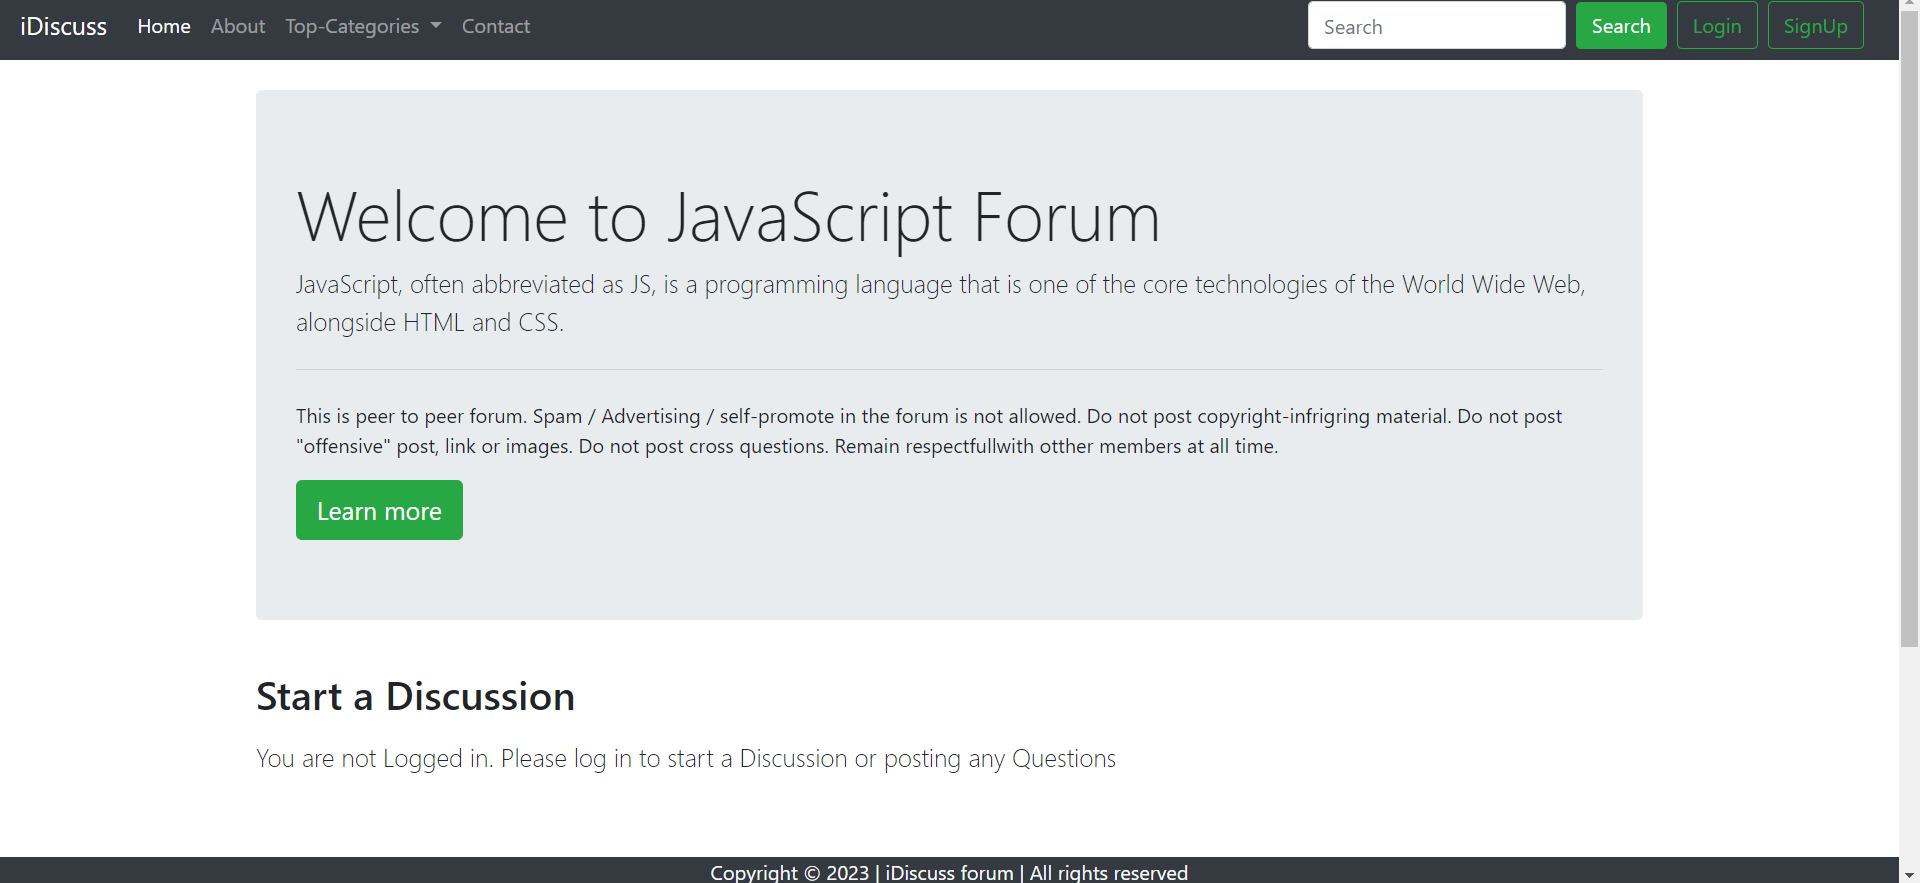 iDiscuss Home About Top-Categories Contact Search Search Login SignUp
Welcome to JavaScript Forum
JavaScript, often abbreviated as JS, is a programming language that is one of the core technologies of the World Wide Web,
alongside HTML and CSS.
This is peer to peer forum. Spam / Advertising / self-promote in the forum is not allowed. Do not post copyright-infrigring material. Do not post
"offensive" post, link or images. Do not post cross questions. Remain respectfullwith otther members at all time.
Learn more
Start a Discussion
You are not Logged in. Please log in to start a Discussion or posting any Questions
Copyright © 2023 | iDiscuss forum | All rights reserved